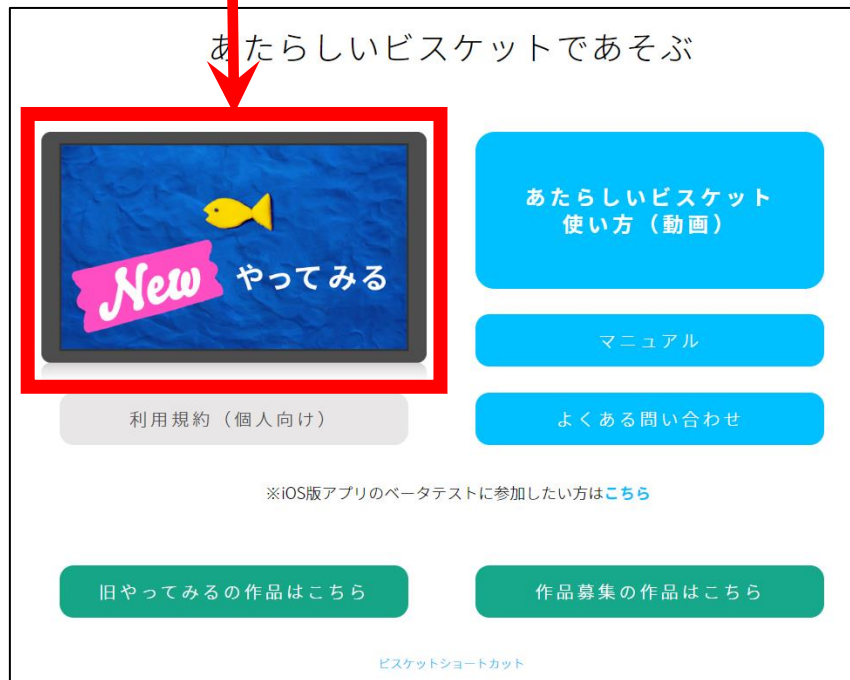 あたらしいビスケットであそぶ
New やってみる
あたらしいビスケット
使い方（動画）
マニュアル
利用規約（個人向け）
よくある問い合わせ
※iOS版アプリのベータテストに参加したい方はこちら
旧やってみるの作品はこちら
作品募集の作品はこちら
ビスケットショートカット